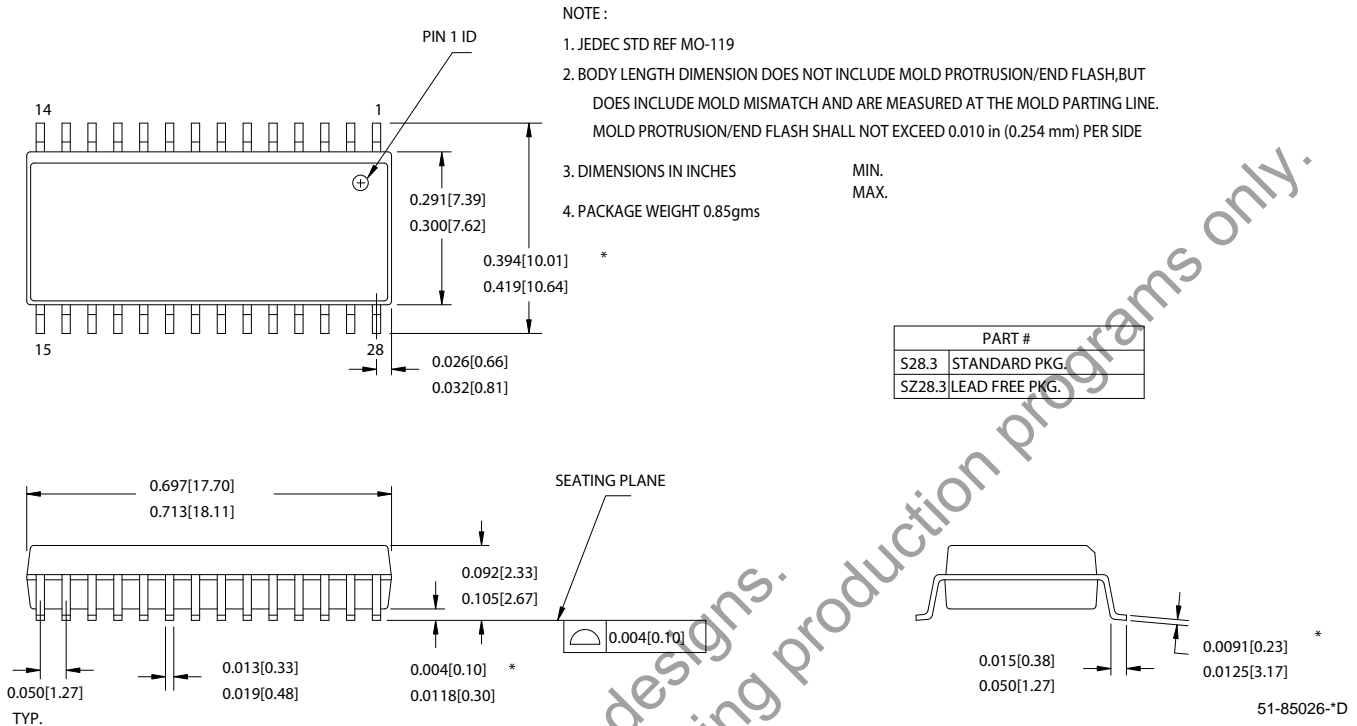 NOTE :
1. JEDEC STD REF MO-119
2. BODY LENGTH DIMENSION DOES NOT INCLUDE MOLD PROTRUSION/END FLASH,BUT
DOES INCLUDE MOLD MISMATCH AND ARE MEASURED AT THE MOLD PARTING LINE.
MOLD PROTRUSION/END FLASH SHALL NOT EXCEED 0.010 in (0.254 mm) PER SIDE
3. DIMENSIONS IN INCHES MIN.
MAX.
4. PACKAGE WEIGHT 0.85gms
PIN 1 ID
14 1
0.291[7.39]
0.300[7.62]
0.394[10.01] *
0.419[10.64]
15 28
0.026[0.66]
0.032[0.81]
PART #
S28.3 STANDARD PKG.
SZ28.3 LEAD FREE PKG.
0.697[17.70]
0.713[18.11]
SEATING PLANE
0.092[2.33]
0.105[2.67]
0.004[0.10]
0.050[1.27]
TYP.
0.013[0.33]
0.019[0.48]
0.004[0.10] *
0.0118[0.30]
0.015[0.38]
0.050[1.27]
0.0091[0.23] *
0.0125[3.17]
51-85026-*D
designs.
production programs only.